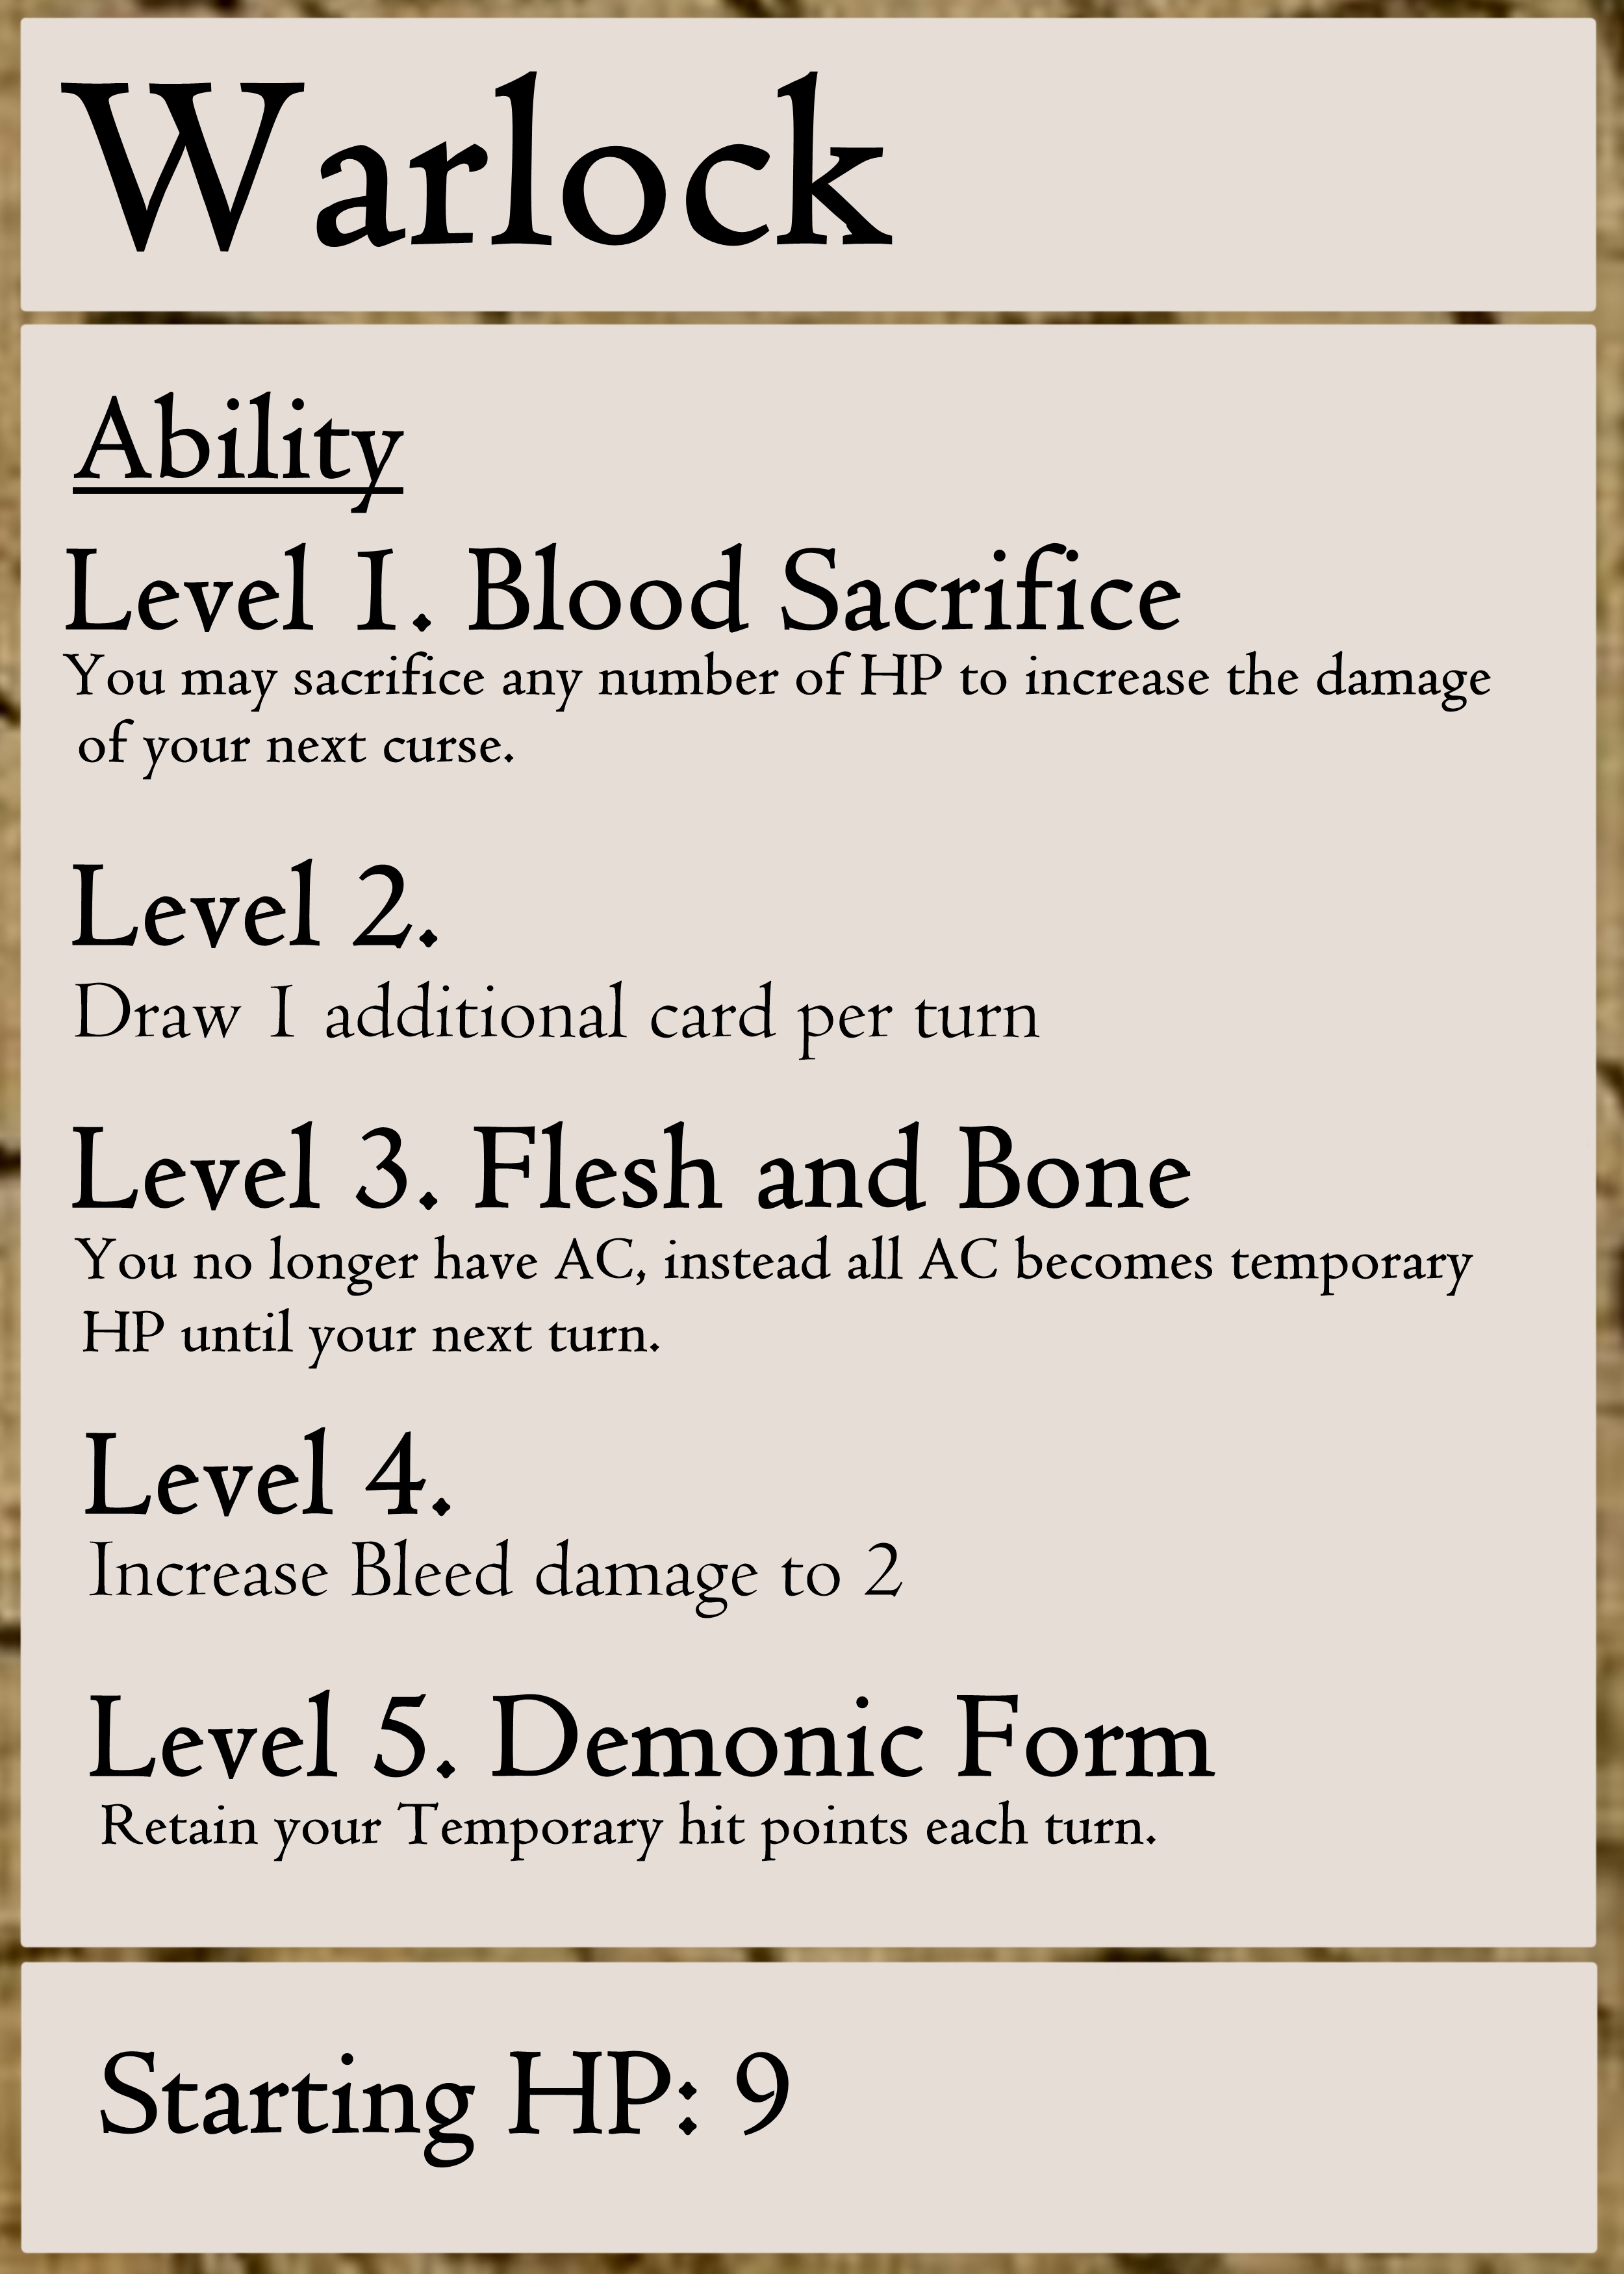 Warlock
Ability
Level 1. Blood Sacrifice
You may sacrifice any number of HP to increase the damage
of your next curse.
Level 2.
Draw 1 additional card per turn
Level 3. Flesh and Bone
You no longer have AC, instead all AC becomes temporary
HP until your next turn.
Level 4.
Increase Bleed damage to 2
Level 5. Demonic Form
Retain your Temporary hit points each turn.
Starting HP: 9